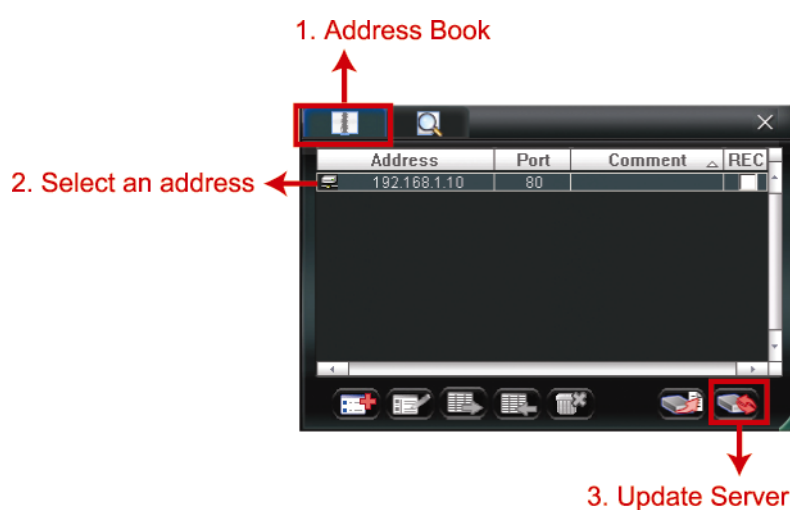 1. Address Book
Address Port Comment REC
2. Select an address
192.168.1.10 80
3. Update Server